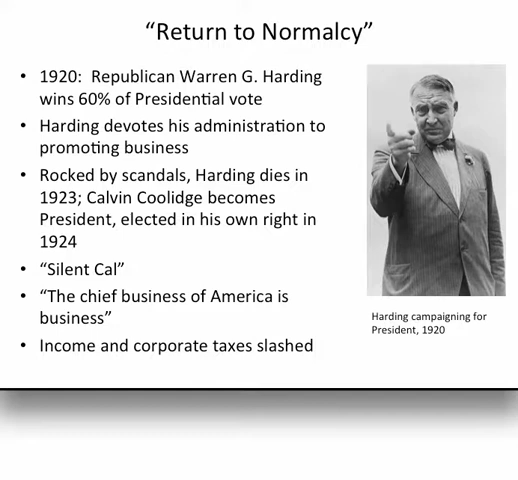 “Return to Normalcy”
• 1920:  Republican Warren G. Harding
wins 60% of Presidential vote
• Harding devotes his administration to
promoting business
• Rocked by scandals, Harding dies in
1923; Calvin Coolidge becomes
President, elected in his own right in
1924
• “Silent Cal”
• “The chief business of America is
business”
• Income and corporate taxes slashed
Harding campaigning for
President, 1920